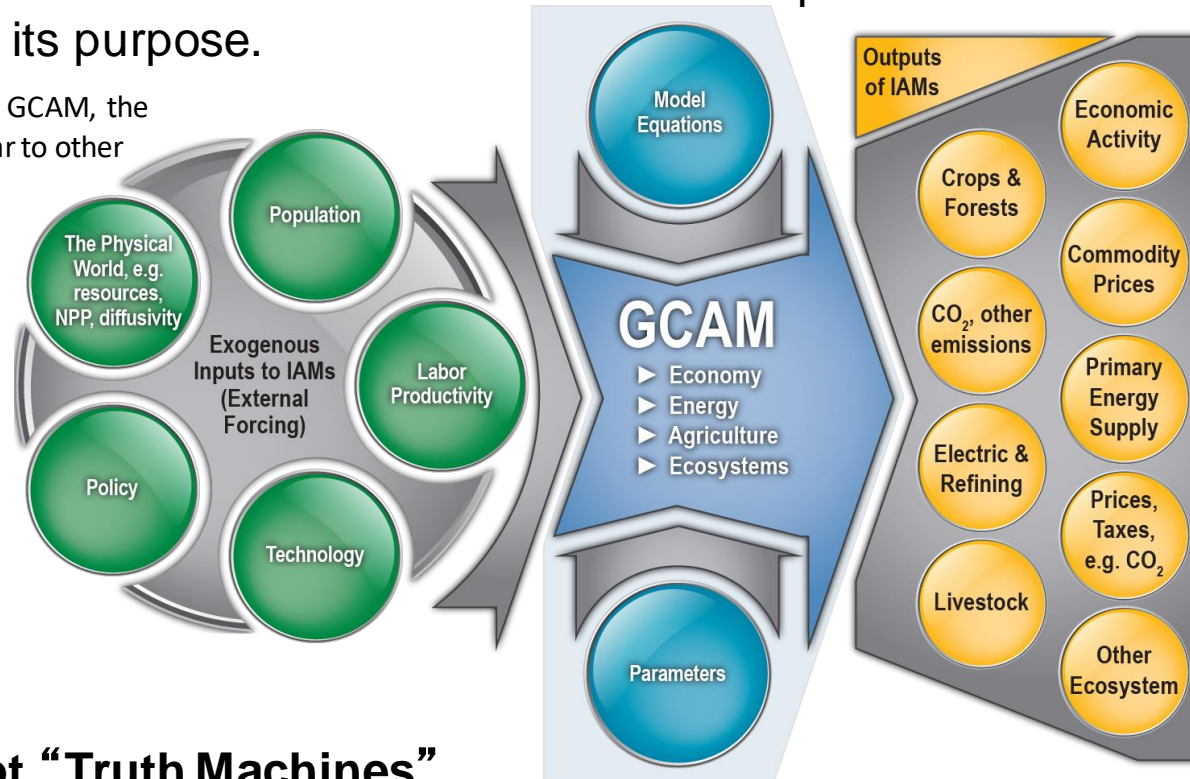 its purpose.
GCAM, the
r to other
The Physical
World, e.g.
resources,
NPP, diffusivity
Population
Labor
Productivity
Technology
Policy
Exogenous
Inputs to IAMs
(External
Forcing)
Model
Equations
GCAM
► Economy
► Energy
► Agriculture
► Ecosystems
Parameters
Outputs
of IAMs
Crops &
Forests
CO₂, other
emissions
Electric &
Refining
Livestock
Economic
Activity
Commodity
Prices
Primary
Energy
Supply
Prices,
Taxes,
e.g. CO₂
Other
Ecosystem
ot “Truth Machines”